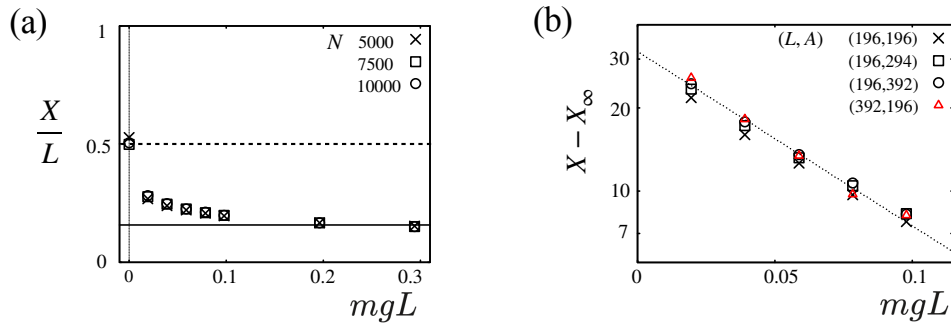 (a)
N 5000
7500
10000
X
L
1
0.5
0
0 0.1 0.2 0.3
mgL
(b)
(L, A) (196,196)
(196,294)
(196,392)
(392,196)
X − X∞
30
20
10
7
0 0.05 0.1
mgL